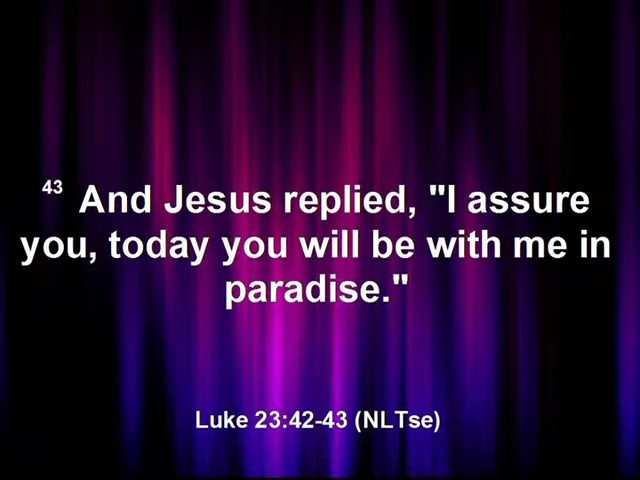 43 And Jesus replied, "I assure
you, today you will be with me in
paradise."
Luke 23:42-43 (NLTse)